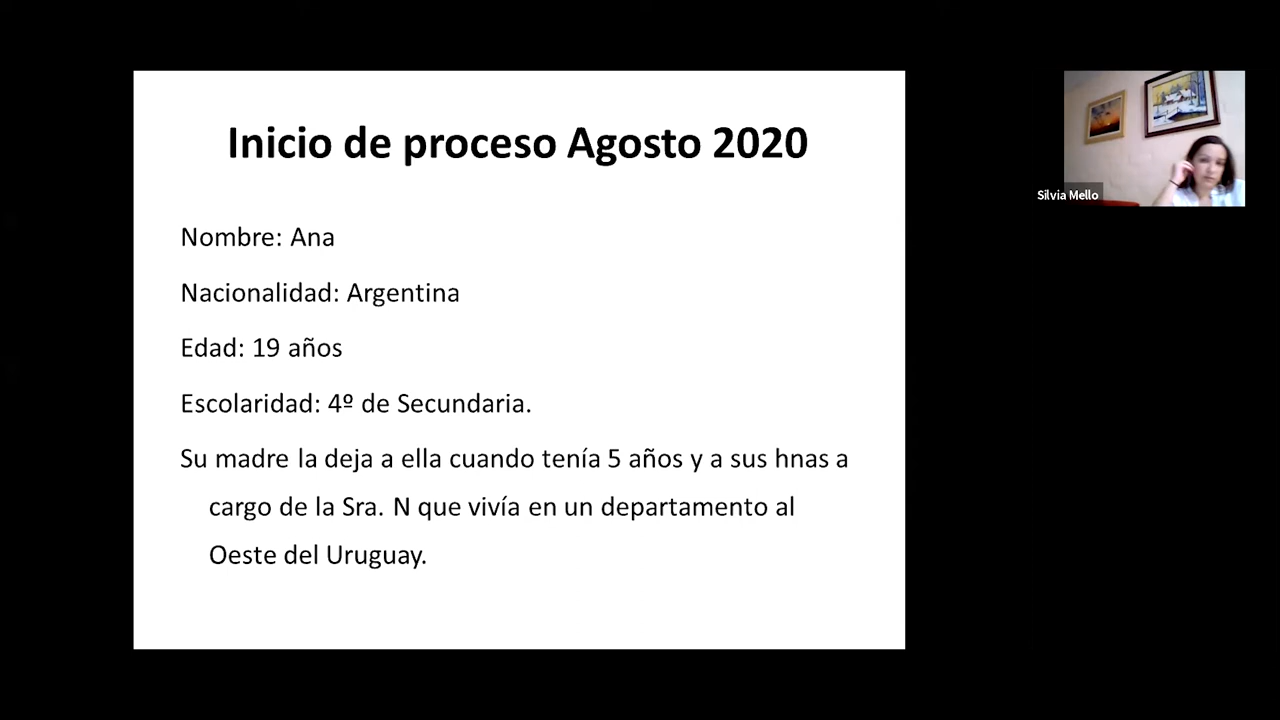 Inicio de proceso Agosto 2020
Nombre: Ana
Nacionalidad: Argentina
Edad: 19 años
Escolaridad: 4º de Secundaria.
Su madre la deja a ella cuando tenía 5 años y a sus hnas a
cargo de la Sra. N que vivía en un departamento al
Oeste del Uruguay.
Silvia Mello